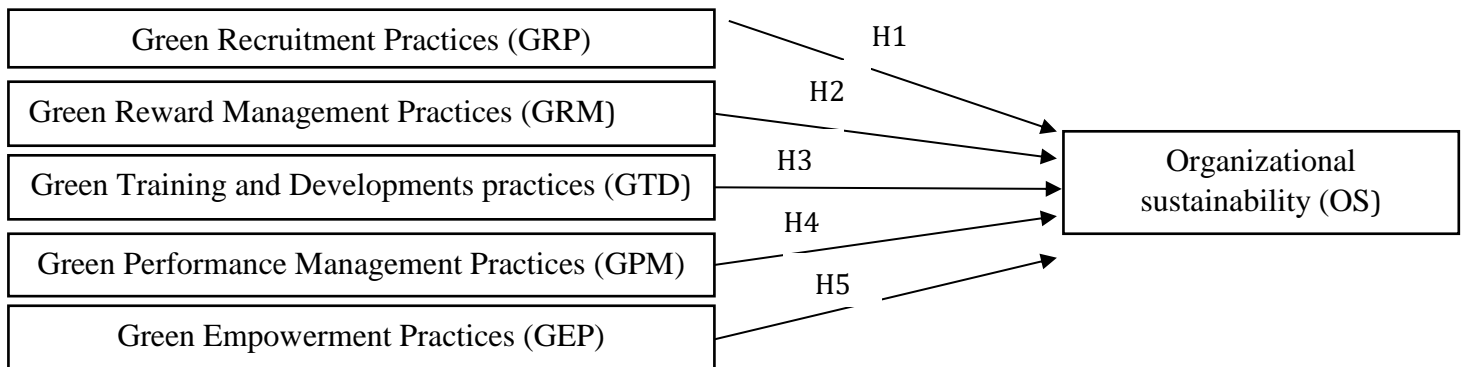 Green Recruitment Practices (GRP)
H1
Green Reward Management Practices (GRM)
H2
Green Training and Developments practices (GTD)
H3
Green Performance Management Practices (GPM)
H4
Green Empowerment Practices (GEP)
H5
Organizational
sustainability (OS)